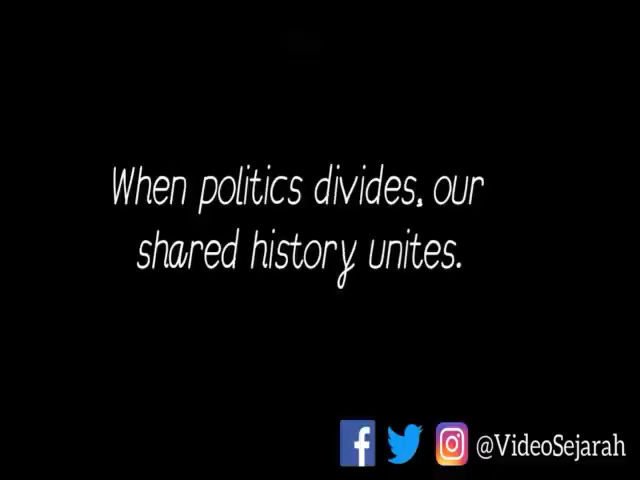 When politics divides, our
shared history unites.
@VideoSejarah